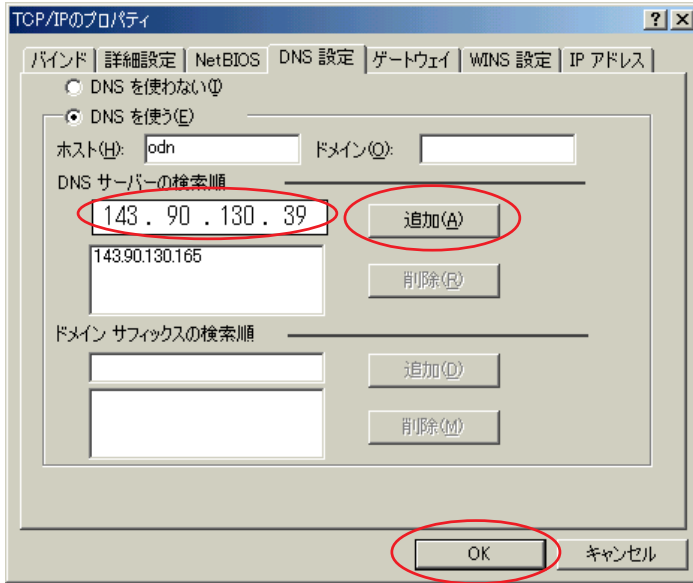 TCP/IPのプロパティ ? ×
バインド 詳細設定 NetBIOS DNS 設定 ゲートウェイ WINS 設定 IP アドレス
DNS を使わない(I)
DNS を使う(E)
ホスト(H): odn ドメイン(O):
DNS サーバーの検索順
143 . 90 . 130 . 39 追加(A)
143.90.130.165
削除(R)
ドメイン サフィックスの検索順
追加(D)
削除(M)
OK キャンセル